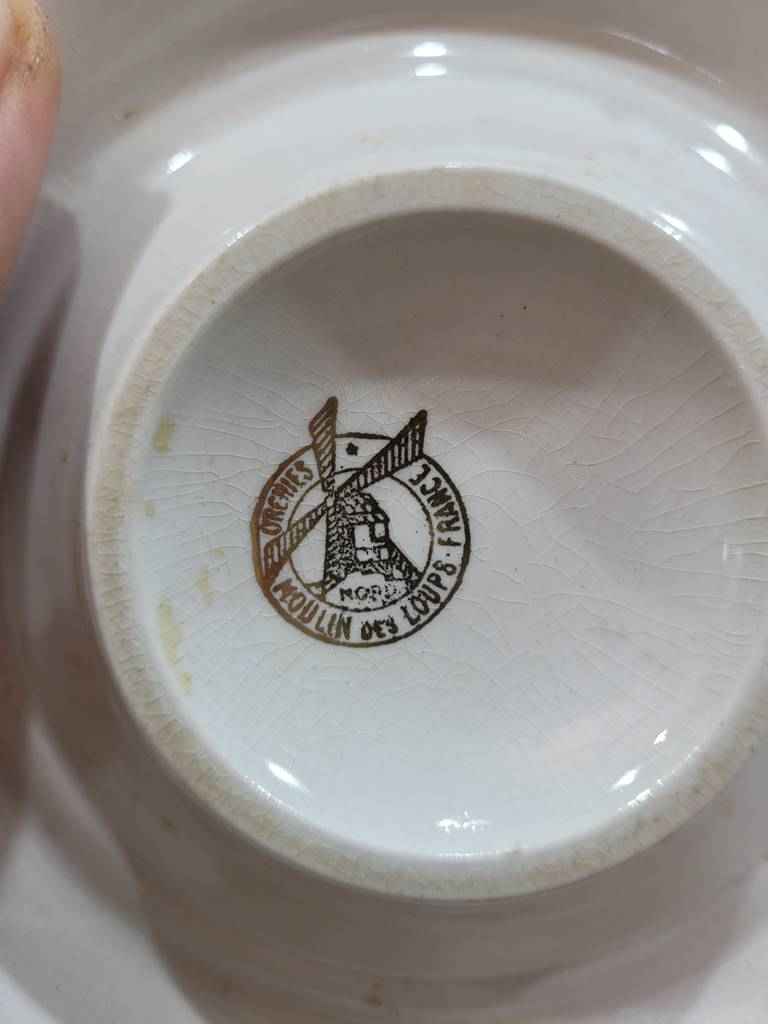 ORCHIES
MOULIN DES LOUPS · FRANCE
NORD